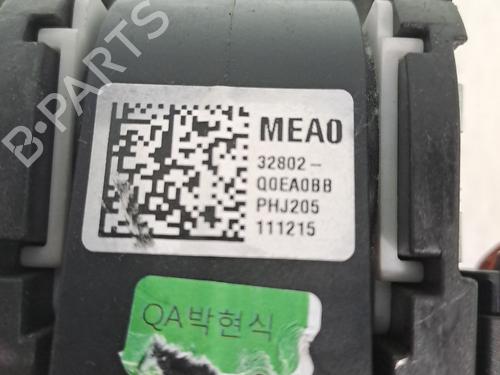 B·PARTS
MEA0
32802-
Q0EA0BB
PHJ205
111215
QA박현식